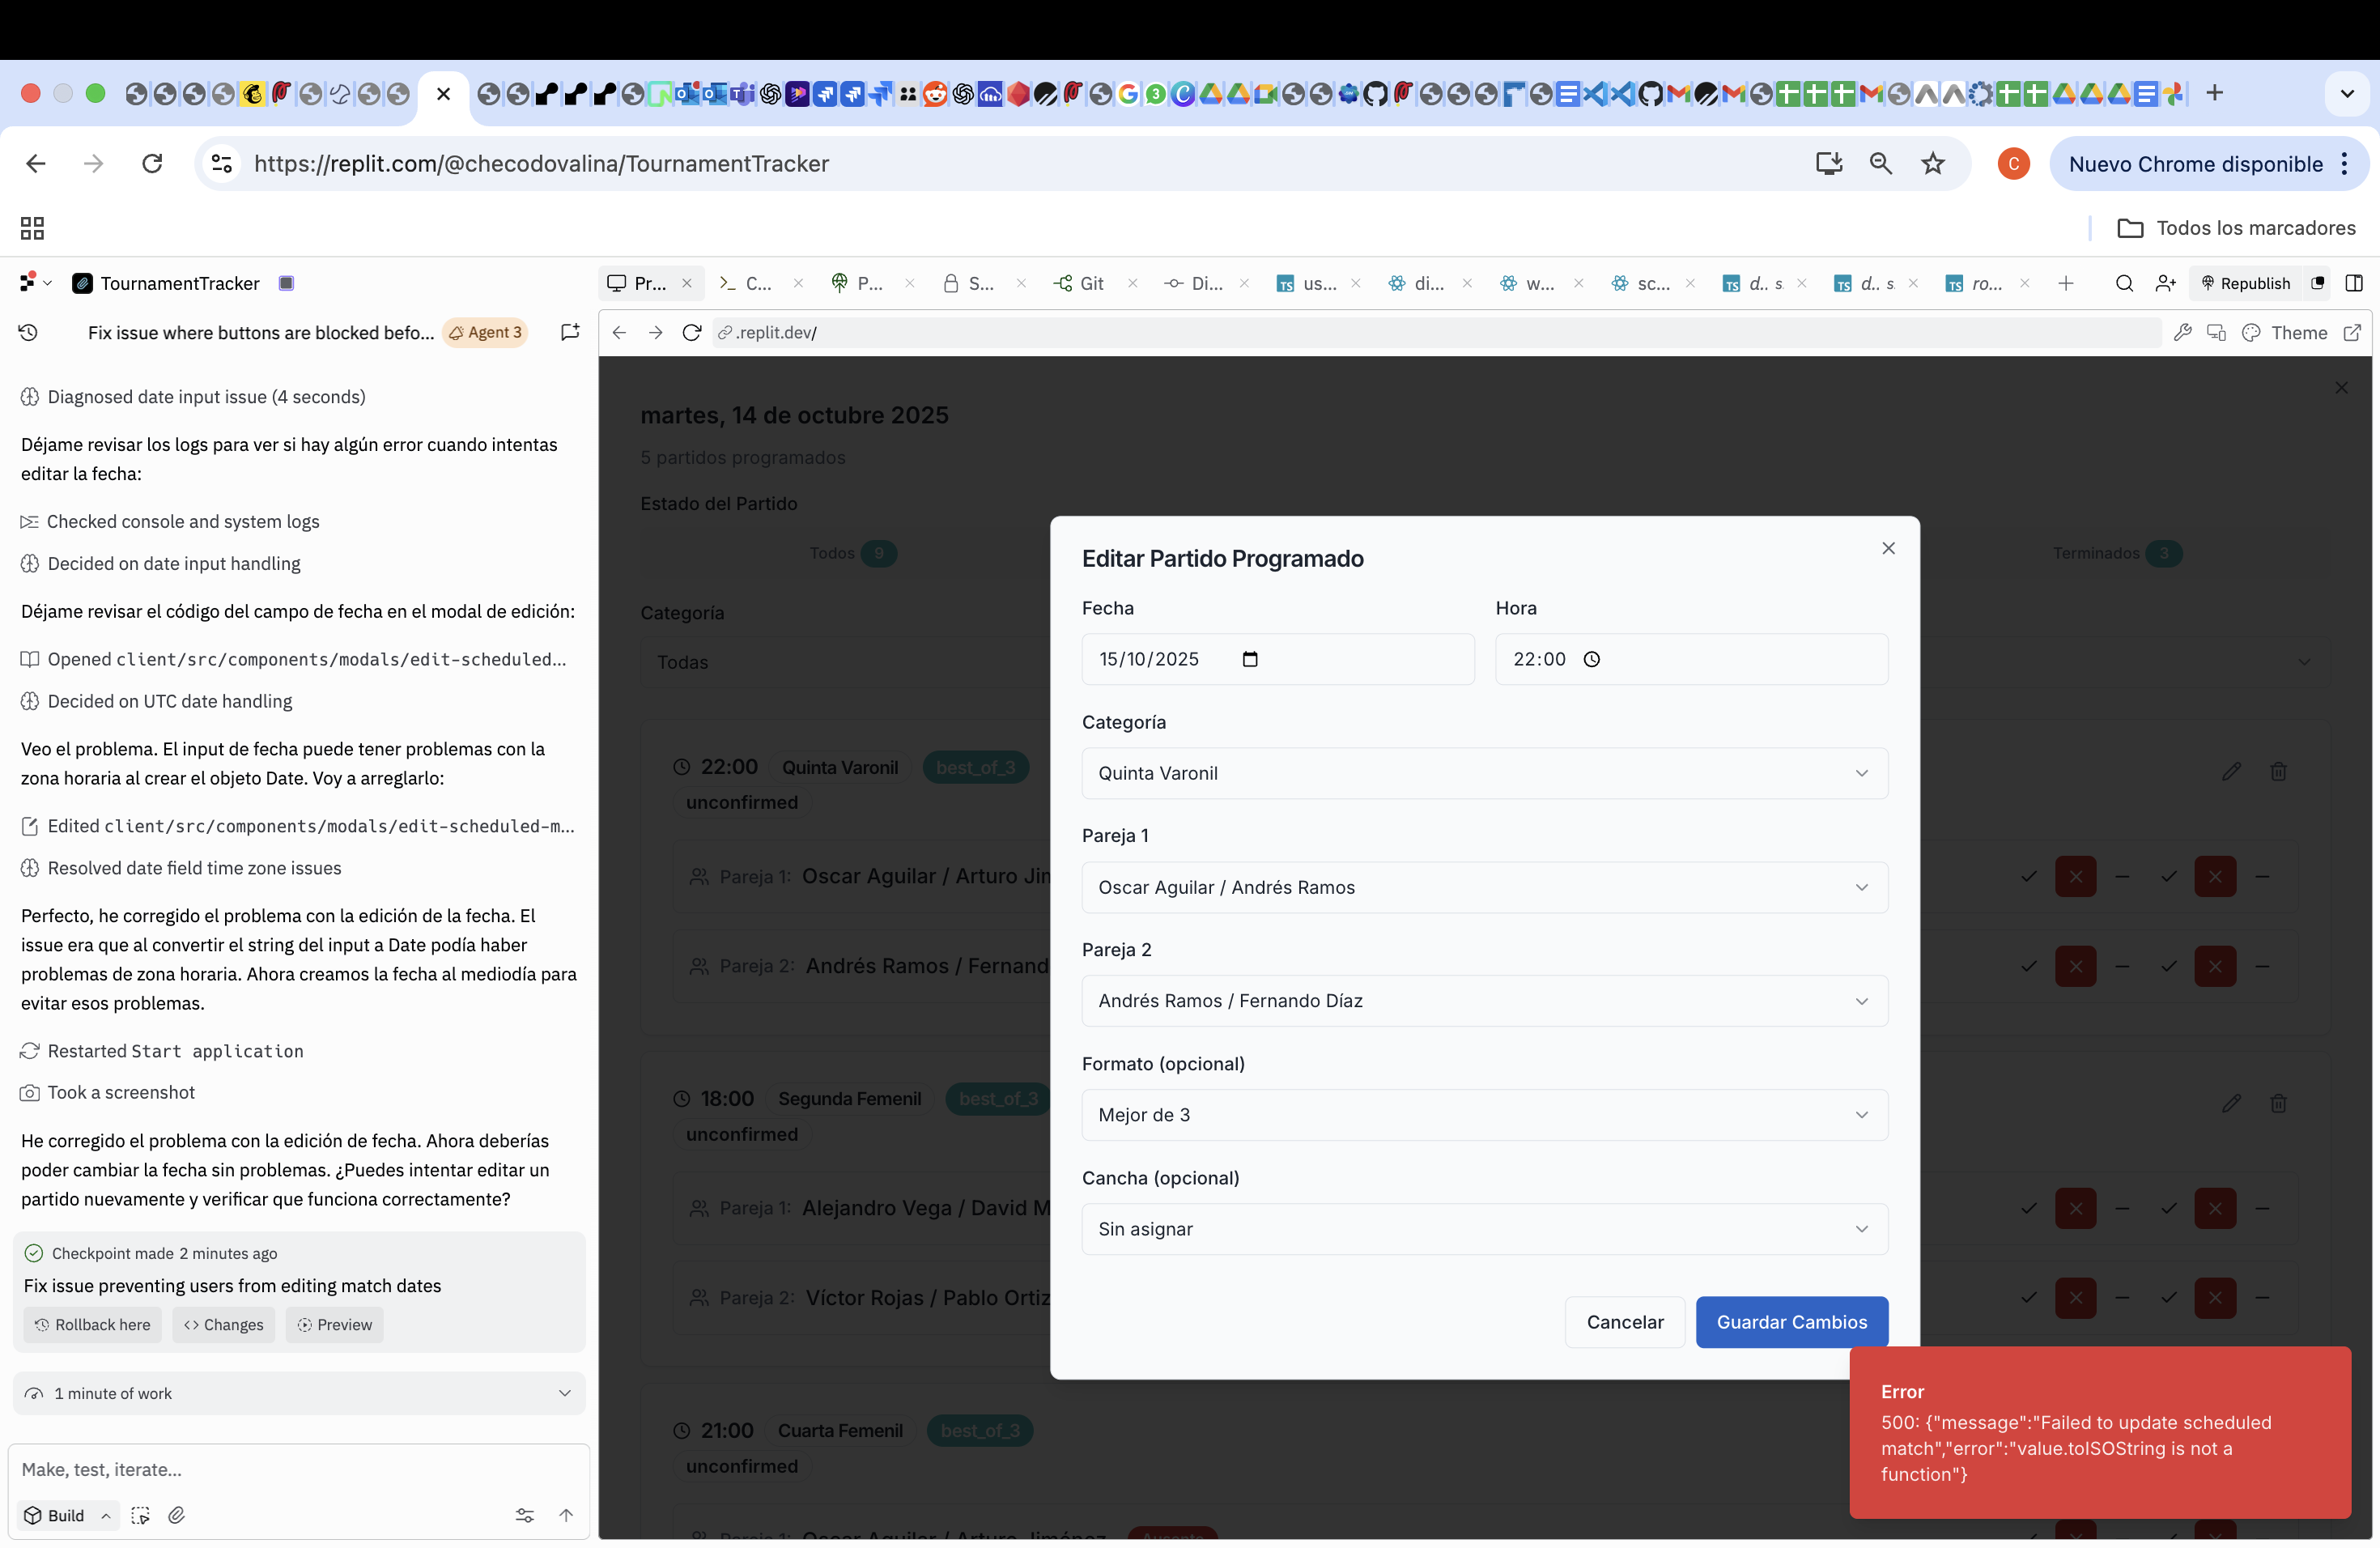 https://replit.com/@checodovalina/TournamentTracker
C
Nuevo Chrome disponible
Todos los marcadores
TournamentTracker
Pr...
C...
P...
S...
Git
Di...
us...
di...
w...
sc...
d.. s
d.. s
ro...
Republish
Fix issue where buttons are blocked befo...
Agent 3
.replit.dev/
Theme
Diagnosed date input issue (4 seconds)
Déjame revisar los logs para ver si hay algún error cuando intentas
editar la fecha:
Checked console and system logs
Decided on date input handling
Déjame revisar el código del campo de fecha en el modal de edición:
Opened client/src/components/modals/edit-scheduled...
Decided on UTC date handling
Veo el problema. El input de fecha puede tener problemas con la
zona horaria al crear el objeto Date. Voy a arreglarlo:
Edited client/src/components/modals/edit-scheduled-m...
Resolved date field time zone issues
Perfecto, he corregido el problema con la edición de la fecha. El
issue era que al convertir el string del input a Date podía haber
problemas de zona horaria. Ahora creamos la fecha al mediodía para
evitar esos problemas.
Restarted Start application
Took a screenshot
He corregido el problema con la edición de fecha. Ahora deberías
poder cambiar la fecha sin problemas. ¿Puedes intentar editar un
partido nuevamente y verificar que funciona correctamente?
Checkpoint made 2 minutes ago
Fix issue preventing users from editing match dates
Rollback here
Changes
Preview
1 minute of work
Make, test, iterate...
Build
martes, 14 de octubre 2025
5 partidos programados
Estado del Partido
Todos 9
Terminados 3
Categoría
Todas
22:00 Quinta Varonil best_of_3
unconfirmed
Pareja 1: Oscar Aguilar / Arturo Jim
Pareja 2: Andrés Ramos / Fernand
18:00 Segunda Femenil best_of_3
unconfirmed
Pareja 1: Alejandro Vega / David M
Pareja 2: Víctor Rojas / Pablo Ortiz
21:00 Cuarta Femenil best_of_3
unconfirmed
Pareja 1: Oscar Aguilar / Arturo Jiménez Ausente
Editar Partido Programado
Fecha
Hora
15/10/2025
22:00
Categoría
Quinta Varonil
Pareja 1
Oscar Aguilar / Andrés Ramos
Pareja 2
Andrés Ramos / Fernando Díaz
Formato (opcional)
Mejor de 3
Cancha (opcional)
Sin asignar
Cancelar
Guardar Cambios
Error
500: {"message":"Failed to update scheduled
match","error":"value.toISOString is not a
function"}